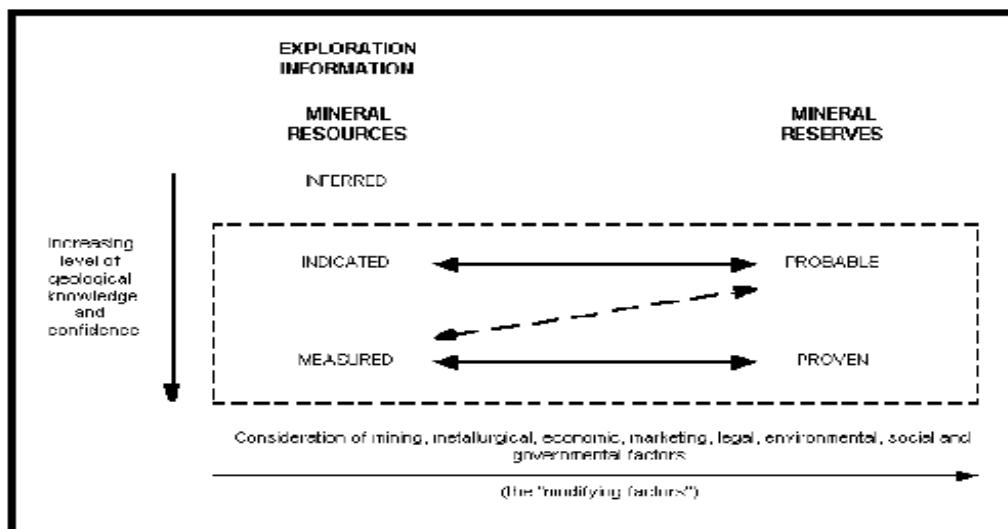 EXPLORATION
INFORMATION
MINERAL
RESOURCES
MINERAL
RESERVES
INFERRED
Increasing
level of
geological
knowledge
and
confidence
INDICATED
PROBABLE
MEASURED
PROVEN
Consideration of mining, metallurgical, economic, marketing, legal, environmental, social and
governmental factors
(the "modifying factors")